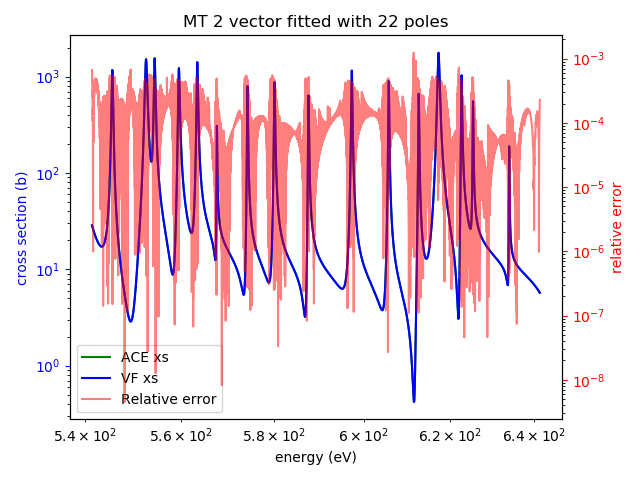 MT 2 vector fitted with 22 poles
10³
10²
10¹
10⁰
cross section (b)
10⁻³
10⁻⁴
10⁻⁵
10⁻⁶
10⁻⁷
10⁻⁸
relative error
ACE xs
VF xs
Relative error
5.4 × 10² 5.6 × 10² 5.8 × 10² 6 × 10² 6.2 × 10² 6.4 × 10²
energy (eV)